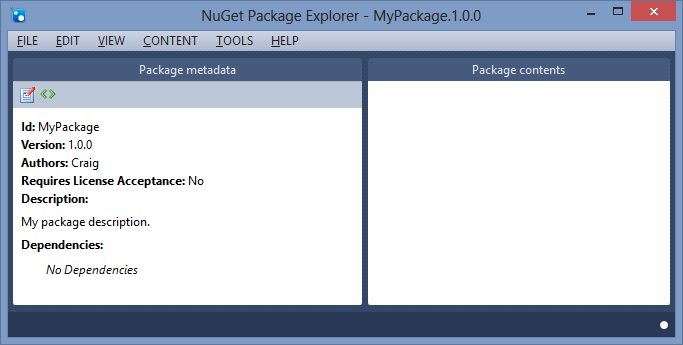 NuGet Package Explorer - MyPackage.1.0.0
FILE EDIT VIEW CONTENT TOOLS HELP
Package metadata
Id: MyPackage
Version: 1.0.0
Authors: Craig
Requires License Acceptance: No
Description:
My package description.
Dependencies:
No Dependencies
Package contents